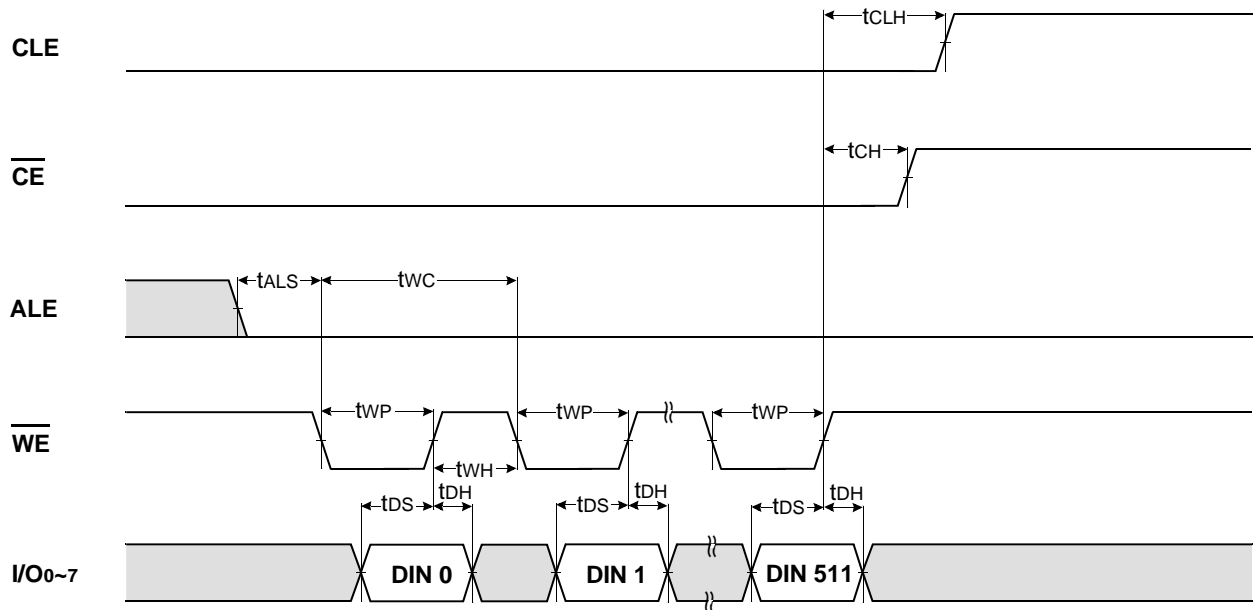 tCLH
CLE
tCH
CE
tALS
tWC
ALE
tWP
tWP
tWP
WE
tWH
tDS
tDH
tDS
tDH
tDS
tDH
I/O0~7
DIN 0
DIN 1
DIN 511